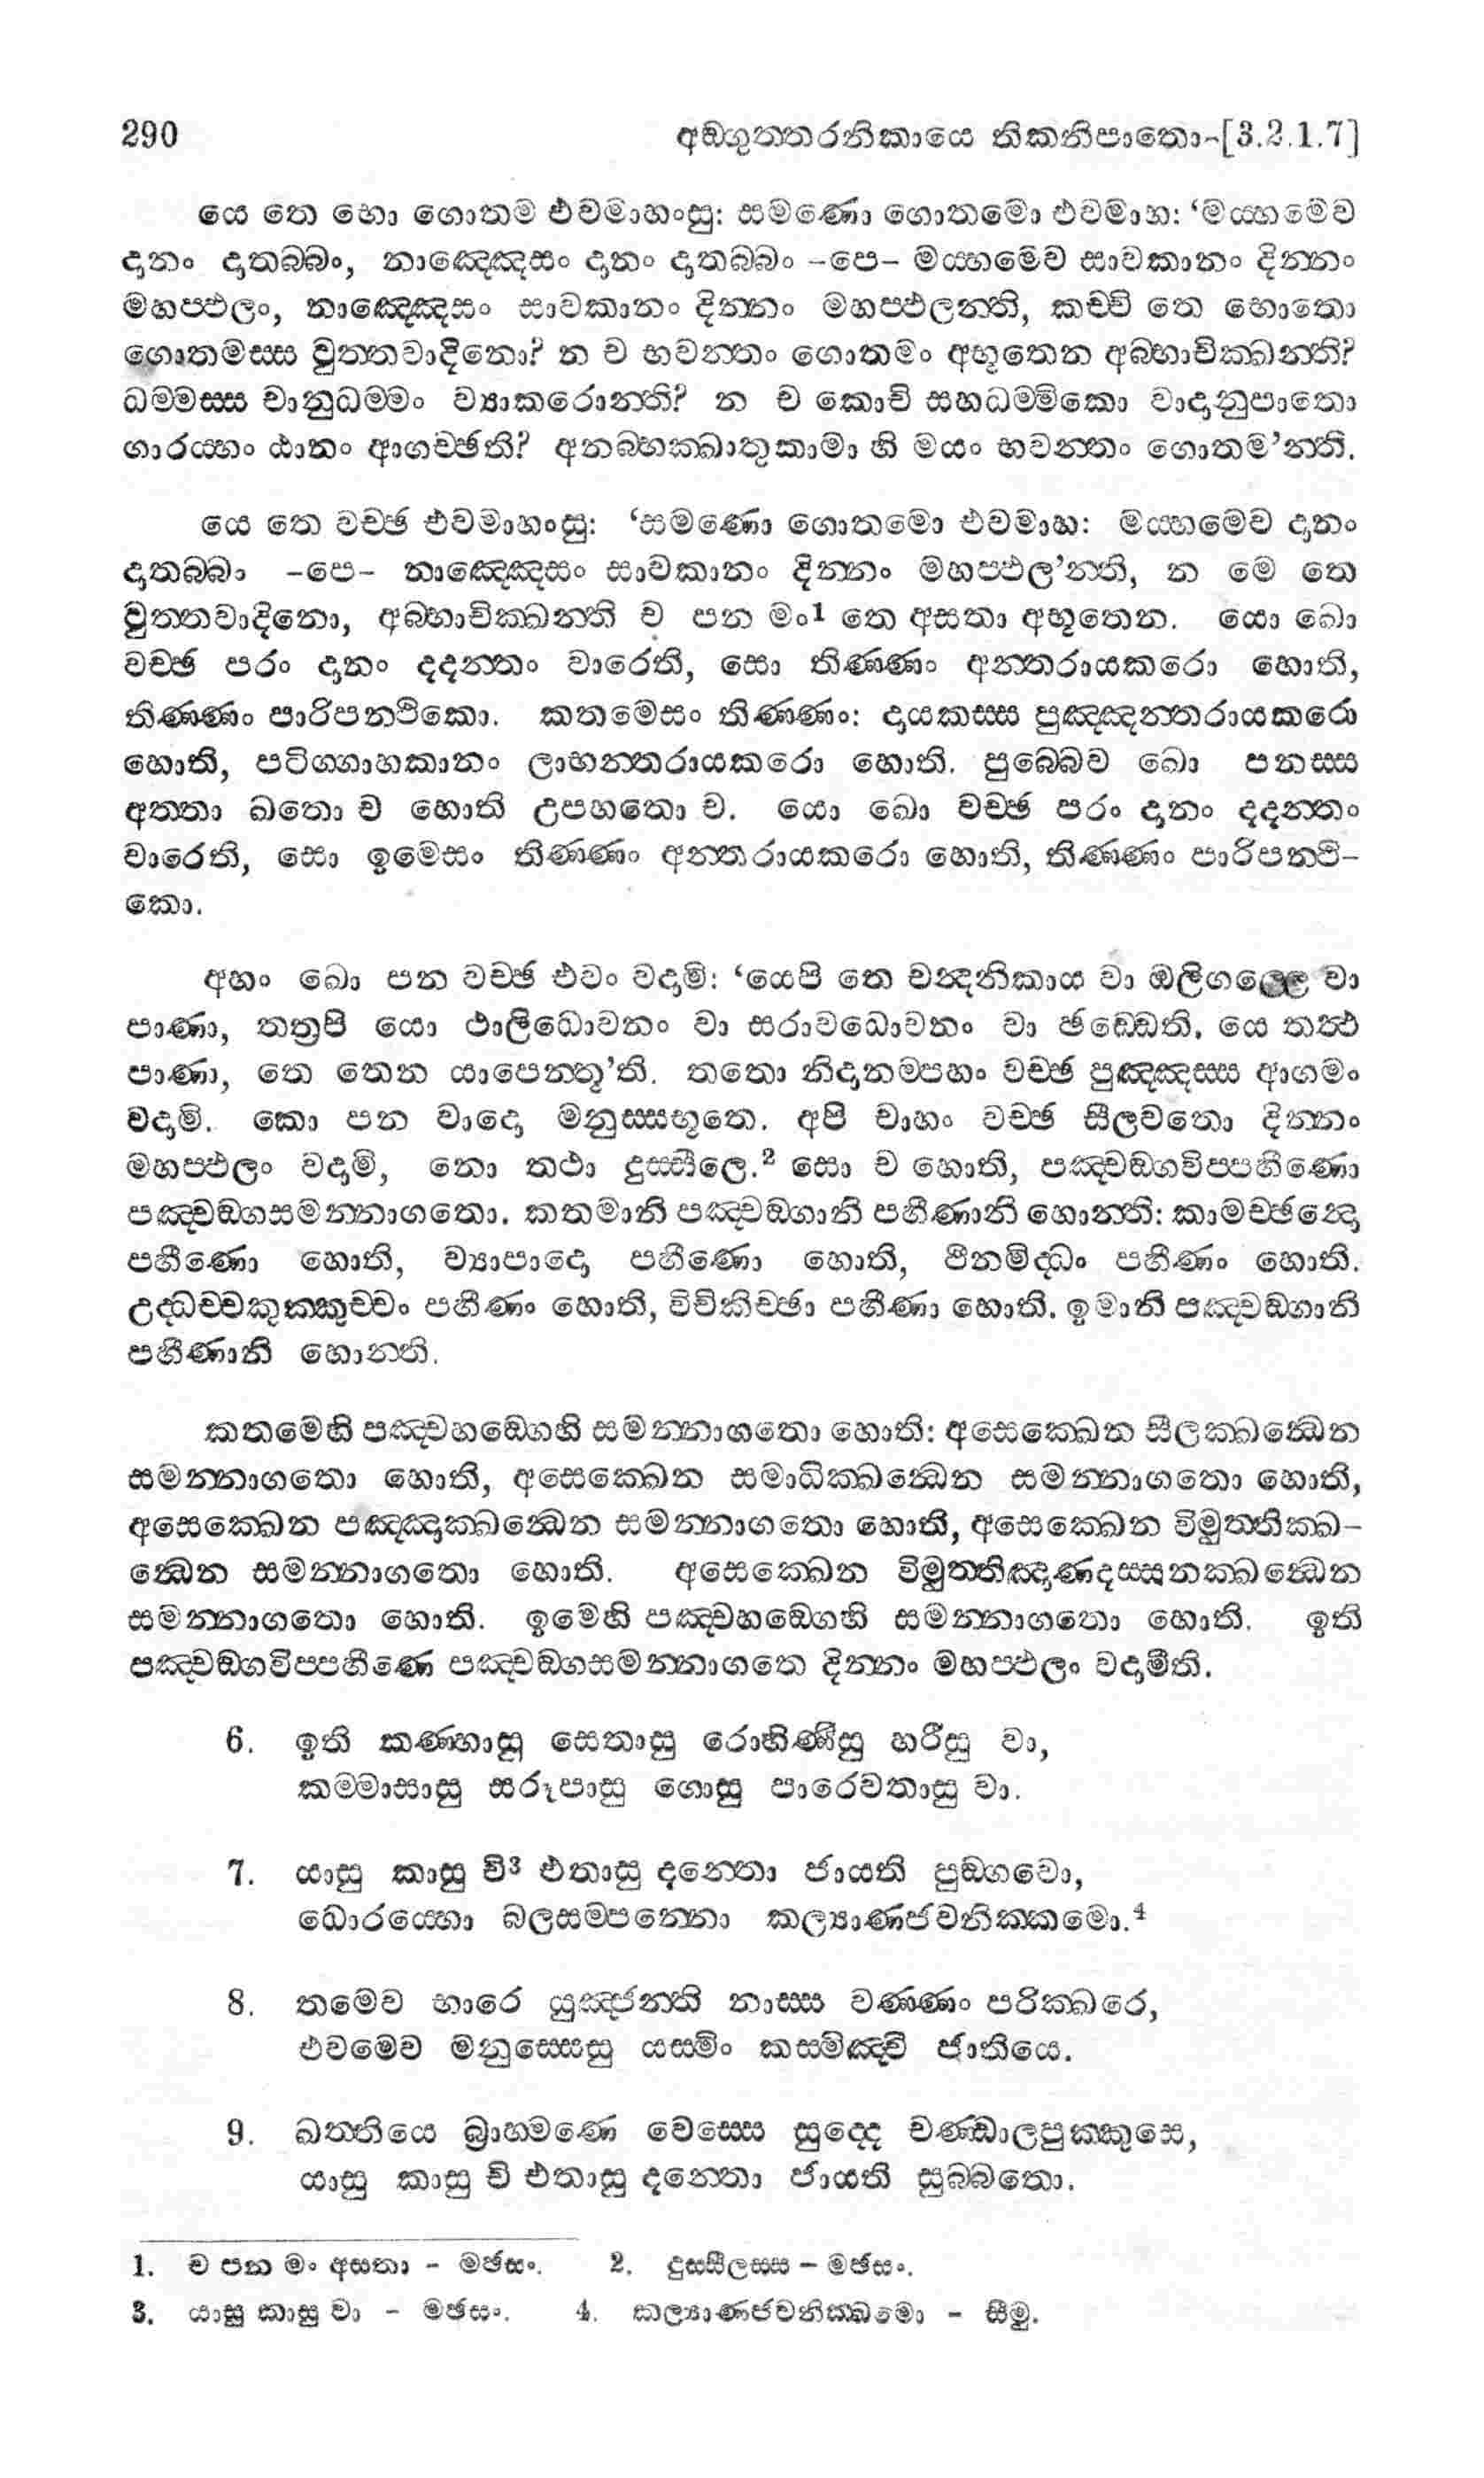 290 අඞගුත්තරනිකායෙ තිකනිපාතො-[3.2.1.7]
යෙ තෙ භො ගොතම එවමාහංසු: සමණො ගොතමො එවමාහ: ‘මය්හමෙව
දානං දාතබ්බං, නාඤ්ඤෙසං දානං දාතබ්බං -පෙ- මය්හමෙව සාවකානං දින්නං
මහප්ඵලං, නාඤ්ඤෙසං සාවකානං දින්නං මහප්ඵලන්ති, කච්චි තෙ භොතො
ගොතමස්ස වුත්තවාදිනො? න ච භවන්තං ගොතමං අභූතෙන අබ්භාචික්ඛන්ති?
ධම්මස්ස චානුධම්මං ව්‍යාකරොන්ති? න ච කොචි සහධම්මිකො වාදානුපාතො
ගාරය්හං ඨානං ආගච්ඡති? අනබ්භක්ඛාතුකාමා හි මයං භවන්තං ගොතම’න්ති.
යෙ තෙ වච්ඡ එවමාහංසු: ‘සමණො ගොතමො එවමාහ: මය්හමෙව දානං
දාතබ්බා -පෙ- නාඤ්ඤෙසං සාවකානං දින්නං මහප්ඵල’න්ති, න මෙ තෙ
වුත්තවාදිනො, අබ්භාචික්ඛන්ති ච පන මං1 තෙ අසතා අභූතෙන. යො ඛො
වච්ඡ පරං දානං දදන්තං වාරෙති, සො තිණ්ණං අන්තරායකරො හොති,
තිණ්ණං පාරිපන්ථිකො. කතමෙසං තිණ්ණං: දායකස්ස පුඤ්ඤන්තරායකරො
හොති, පටිග්ගාහකානං ලාභන්තරායකරො හොති. පුබ්බෙව ඛො පනස්ස
අත්තා ඛතො ච හොති උපහතො ච. යො ඛො වච්ඡ පරං දානං දදන්තං
වාරෙති, සො ඉමෙසං තිණ්ණං අන්තරායකරො හොති, තිණ්ණං පාරිපන්ථි-
කො.
අහං ඛො පන වච්ඡ එවං වදාමි: ‘යෙපි තෙ චන්දනිකාය වා ඔලිගල්ලෙ වා
පාණා, තත්‍රපි යො ථාලිධොවනං වා සරාවධොවනං වා ඡඩ්ඩෙති, යෙ තත්ථ
පාණා, තෙ තෙන යාපෙන්තූ’ති. තතො නිදානම්පහං වච්ඡ පුඤ්ඤස්ස ආගමං
වදාමි. කො පන වාදො මනුස්සභූතෙ. අපි චාහං වච්ඡ සීලවතො දින්නං
මහප්ඵලං වදාමි, නො තථා දුස්සීලෙ.2 සො ච හොති, පඤ්චඞ්ගවිප්පහීණො
පඤ්චඞ්ගසමන්නාගතො. කතමානි පඤ්චඞ්ගානි පහීණානි හොන්ති: කාමච්ඡන්දො
පහීණො හොති, ව්‍යාපාදො පහීණො හොති, ථීනමිද්ධං පහීණං හොති.
උද්ධච්චකුක්කුච්චං පහීණං හොති, විචිකිච්ඡා පහීණා හොති. ඉමානි පඤ්චඞ්ගානි
පහීණානි හොන්ති.
කතමෙහි පඤ්චහඞ්ගෙහි සමන්නාගතො හොති: අසෙක්ඛෙන සීලක්ඛන්ධෙන
සමන්නාගතො හොති, අසෙක්ඛෙන සමාධික්ඛන්ධෙන සමන්නාගතො හොති,
අසෙක්ඛෙන පඤ්ඤාක්ඛන්ධෙන සමන්නාගතො හොති, අසෙක්ඛෙන විමුත්තික්ඛ-
න්ධෙන සමන්නාගතො හොති. අසෙක්ඛෙන විමුත්තිඤාණදස්සනක්ඛන්ධෙන
සමන්නාගතො හොති. ඉමෙහි පඤ්චහඞ්ගෙහි සමන්නාගතො හොති. ඉති
පඤ්චඞ්ගවිප්පහීණෙ පඤ්චඞ්ගසමන්නාගතෙ දින්නං මහප්ඵලං වදාමීති.
6. ඉති කණ්හාසු සෙතාසු රොහිණීසු හරීසු වා,
කම්මාසාසු සරූපාසු ගොසු පාරෙවතාසු වා.
7. යාසු කාසු චි3 එතාසු දන්තො ජායති පුඞ්ගවො,
ධොරය්හො බලසම්පන්නො කල්‍යාණජවනික්කමො.4
8. තමෙව භාරෙ යුඤ්ජන්ති නාස්ස වණ්ණං පරික්ඛරෙ,
එවමෙව මනුස්සෙසු යස්මිං කස්මිඤ්චි ජාතියෙ.
9. ඛත්තියෙ බ්‍රාහ්මණෙ වෙස්සෙ සුද්දෙ චණ්ඩාලපුක්කුසෙ,
යාසු කාසු චි එතාසු දන්තො ජායති සුබ්බතො.
1. ච පන මං අසතා - මඡසං. 2. දුස්සීලස්ස - මඡසං.
3. යාසු කාසු වා - මඡසං. 4. කල්‍යාණජවනික්ඛමො - සීමු.